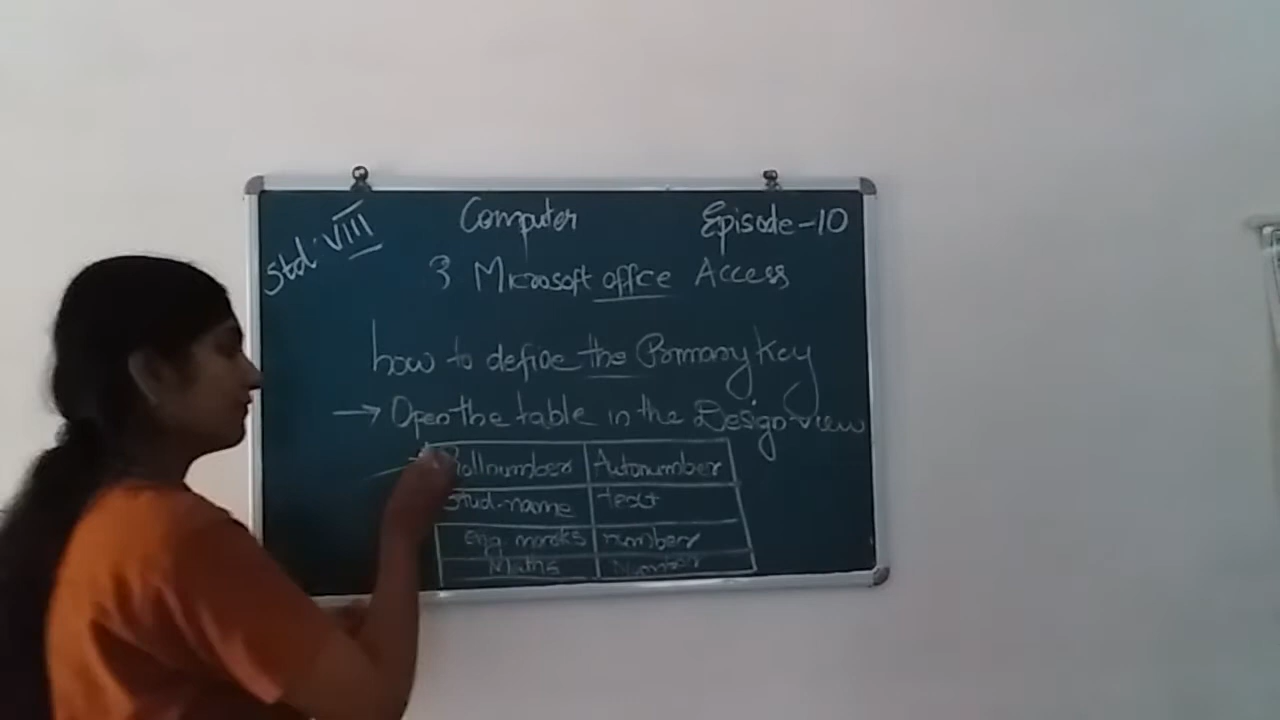 Std. VIII
Computer
Episode-10
3 Microsoft office Access
how to define the Primary Key
→ Open the table in the Design view
Rollnumber Autonumber
Stud-name text
eng. marks number
Maths Number